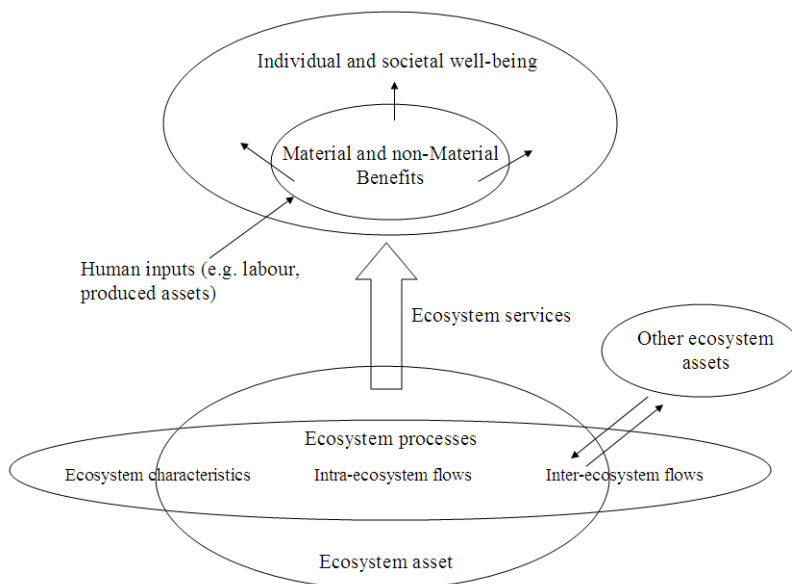 Individual and societal well-being
Material and non-Material
Benefits
Human inputs (e.g. labour,
produced assets)
Ecosystem services
Other ecosystem
assets
Ecosystem processes
Ecosystem characteristics
Intra-ecosystem flows
Inter-ecosystem flows
Ecosystem asset